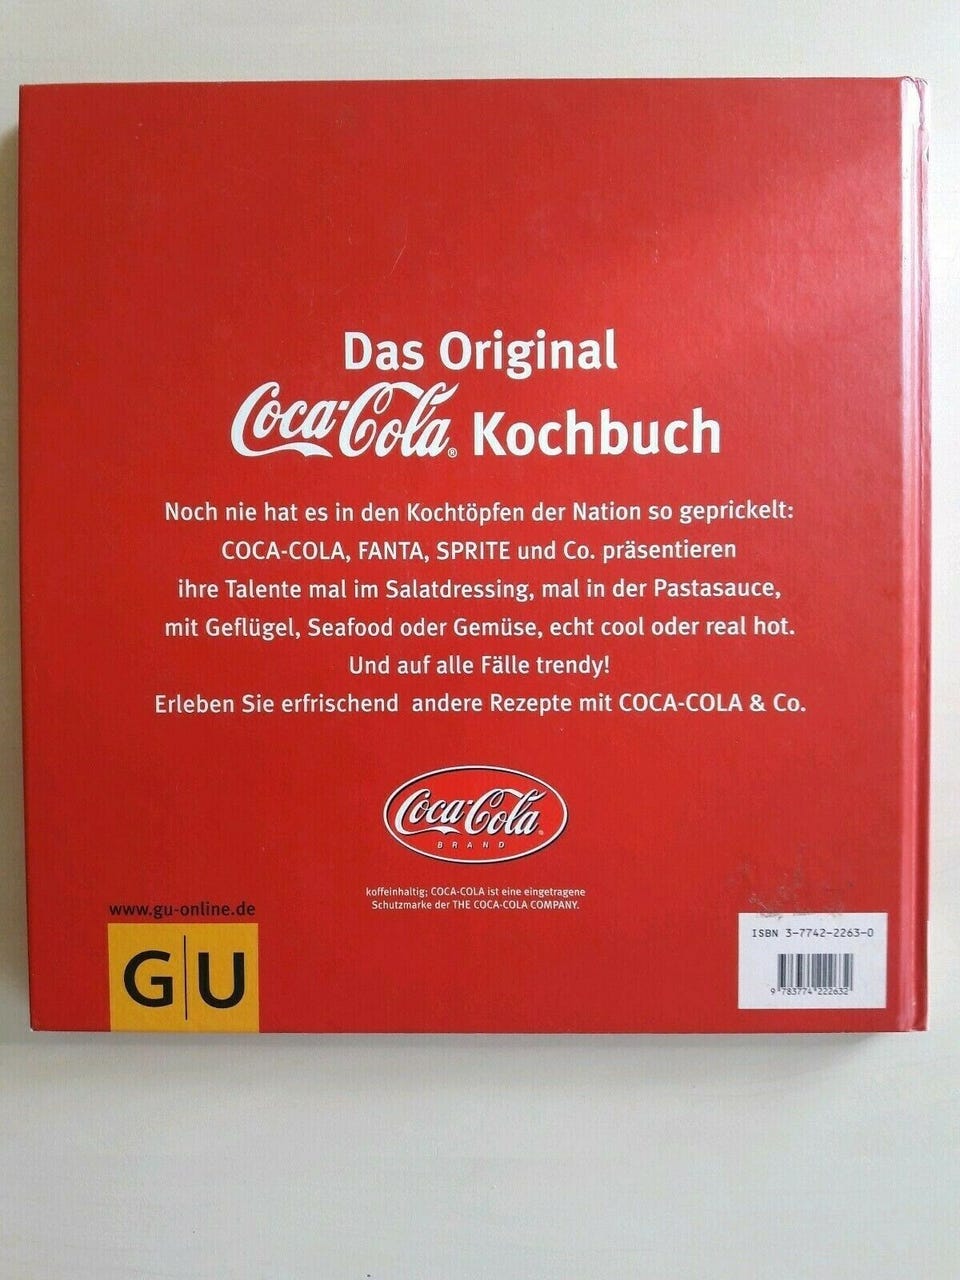 Das Original
Coca-Cola® Kochbuch
Noch nie hat es in den Kochtöpfen der Nation so geprickelt:
COCA-COLA, FANTA, SPRITE und Co. präsentieren
ihre Talente mal im Salatdressing, mal in der Pastasauce,
mit Geflügel, Seafood oder Gemüse, echt cool oder real hot.
Und auf alle Fälle trendy!
Erleben Sie erfrischend andere Rezepte mit COCA-COLA & Co.
Coca-Cola®
BRAND
koffeinhaltig; COCA-COLA ist eine eingetragene
Schutzmarke der THE COCA-COLA COMPANY.
www.gu-online.de
G|U
ISBN 3-7742-2263-0
9 783774 222632